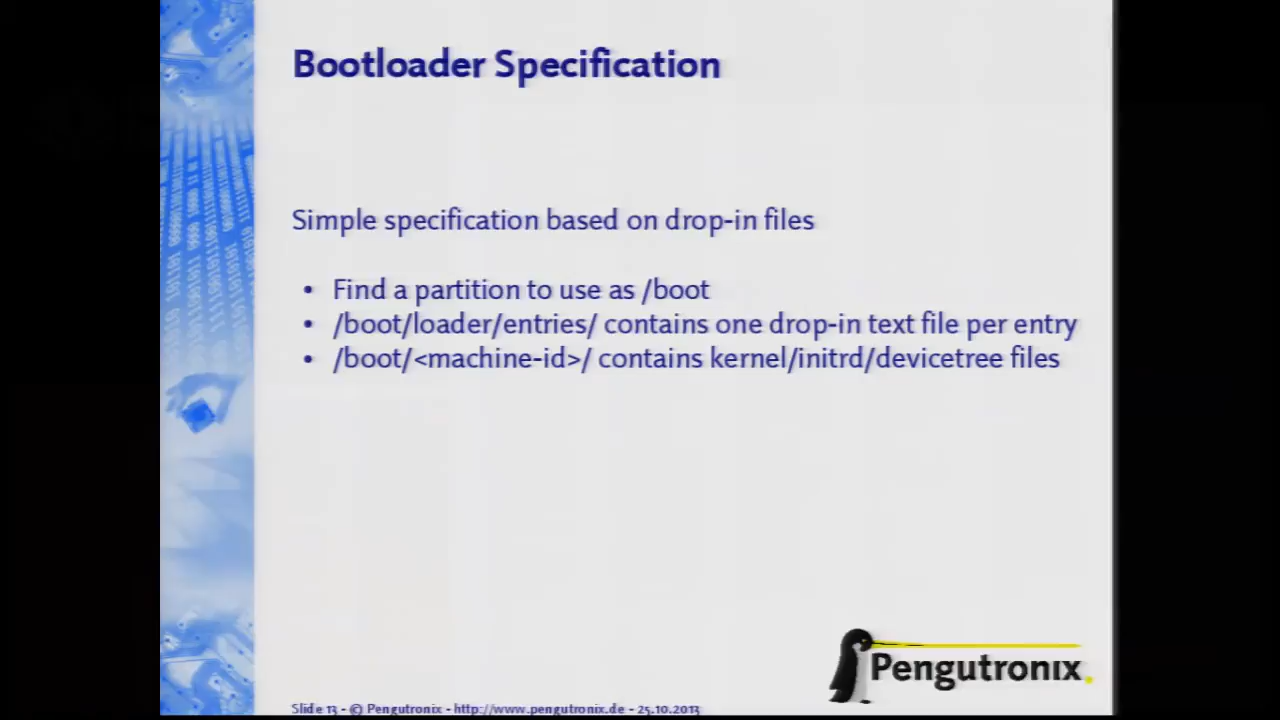 Bootloader Specification
Simple specification based on drop-in files
• Find a partition to use as /boot
• /boot/loader/entries/ contains one drop-in text file per entry
• /boot/<machine-id>/ contains kernel/initrd/devicetree files
Pengutronix
Slide 13 - © Pengutronix - http://www.pengutronix.de - 25.10.2013